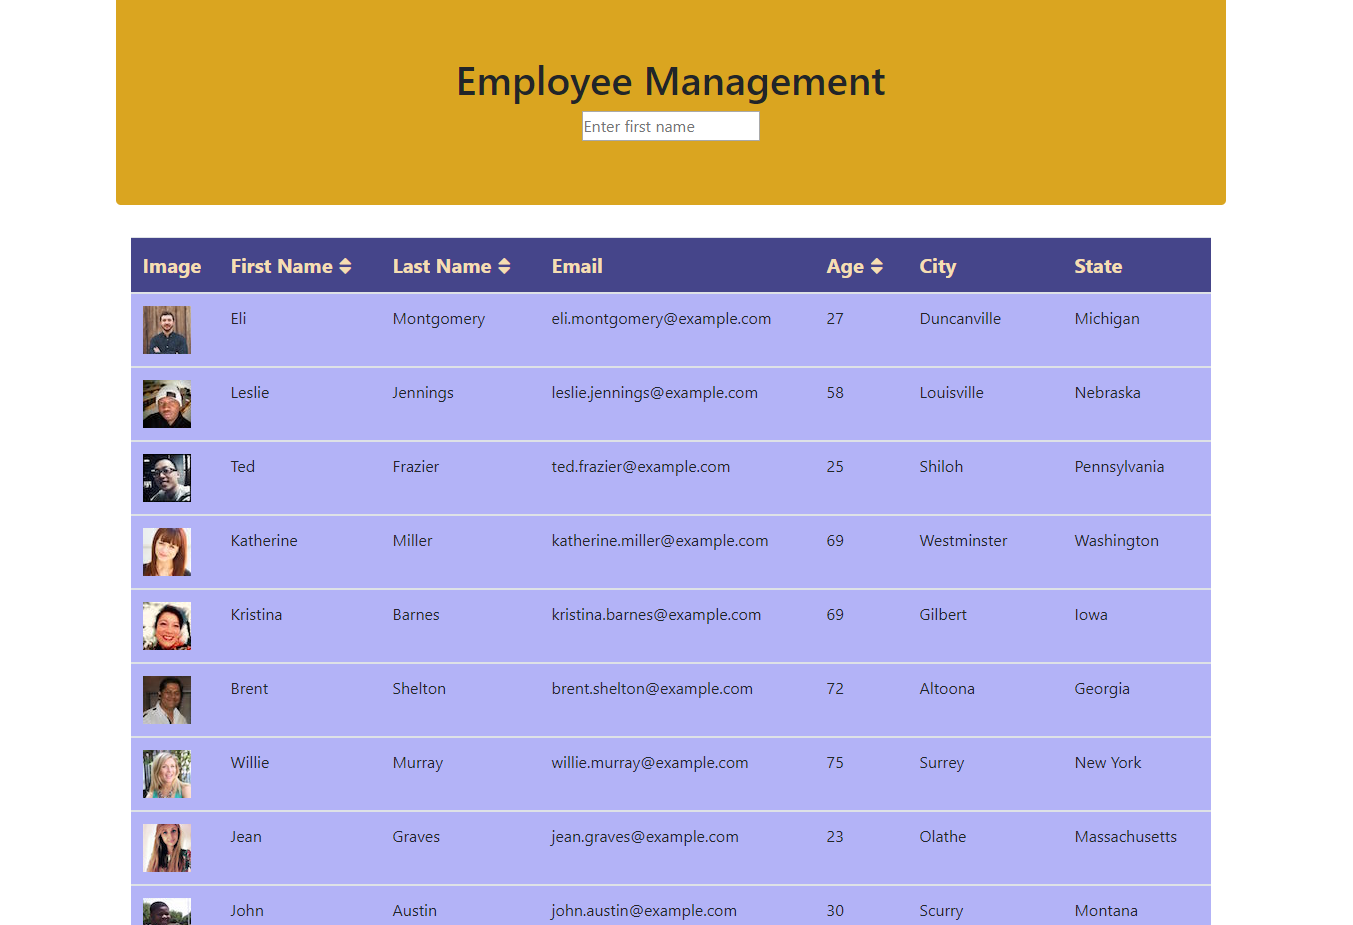 Employee Management
Enter first name
Image First Name Last Name Email Age City State
Eli Montgomery eli.montgomery@example.com 27 Duncanville Michigan
Leslie Jennings leslie.jennings@example.com 58 Louisville Nebraska
Ted Frazier ted.frazier@example.com 25 Shiloh Pennsylvania
Katherine Miller katherine.miller@example.com 69 Westminster Washington
Kristina Barnes kristina.barnes@example.com 69 Gilbert Iowa
Brent Shelton brent.shelton@example.com 72 Altoona Georgia
Willie Murray willie.murray@example.com 75 Surrey New York
Jean Graves jean.graves@example.com 23 Olathe Massachusetts
John Austin john.austin@example.com 30 Scurry Montana